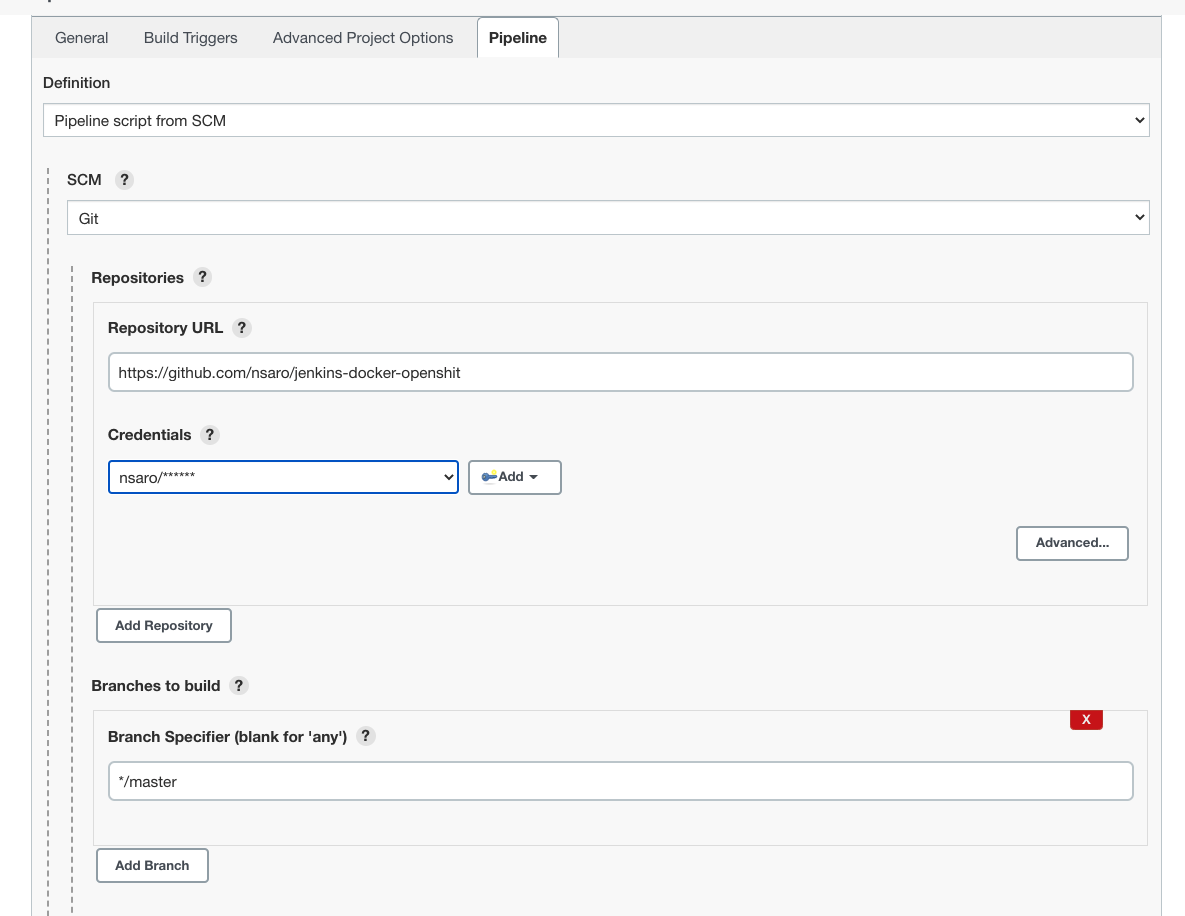 General Build Triggers Advanced Project Options Pipeline
Definition
Pipeline script from SCM
SCM ?
Git
Repositories ?
Repository URL ?
https://github.com/nsaro/jenkins-docker-openshit
Credentials ?
nsaro/****** Add
Advanced...
Add Repository
Branches to build ?
X
Branch Specifier (blank for 'any') ?
*/master
Add Branch